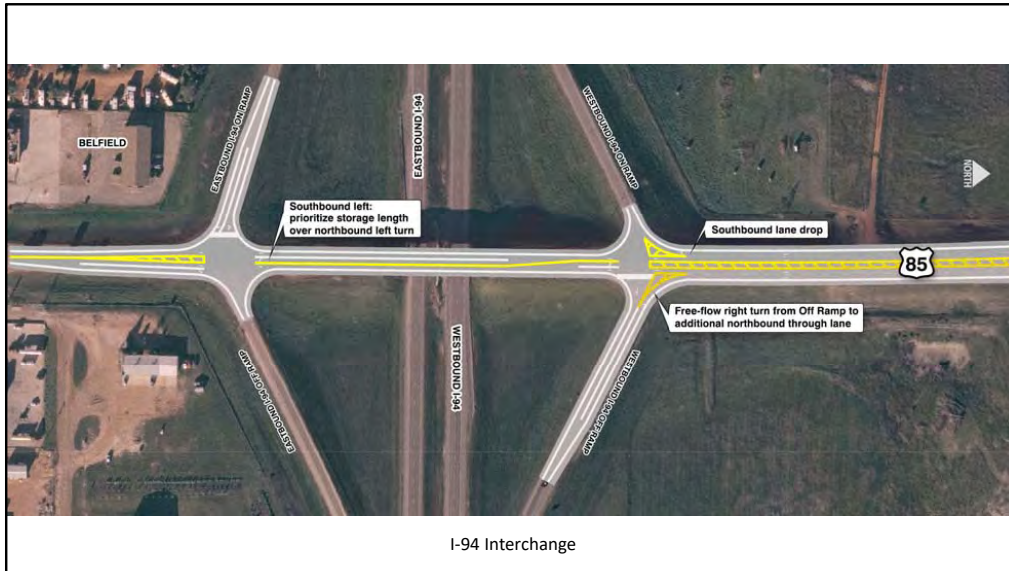 BELFIELD
EASTBOUND I-94 ON RAMP
EASTBOUND I-94
WESTBOUND I-94 ON RAMP
NORTH
Southbound left:
prioritize storage length
over northbound left turn
Southbound lane drop
85
Free-flow right turn from Off Ramp to
additional northbound through lane
EASTBOUND I-94 OFF RAMP
WESTBOUND I-94
WESTBOUND I-94 OFF RAMP
I-94 Interchange